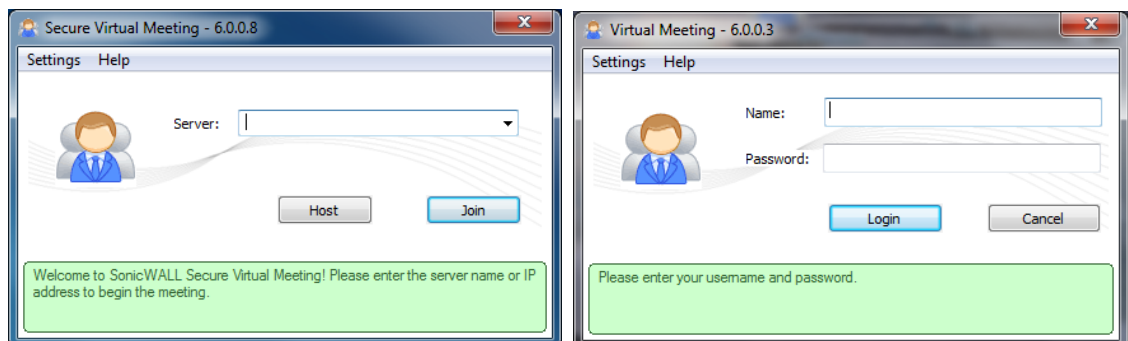 Secure Virtual Meeting - 6.0.0.8
Settings Help
Server:
Host Join
Welcome to SonicWALL Secure Virtual Meeting! Please enter the server name or IP
address to begin the meeting.
Virtual Meeting - 6.0.0.3
Settings Help
Name:
Password:
Login Cancel
Please enter your username and password.